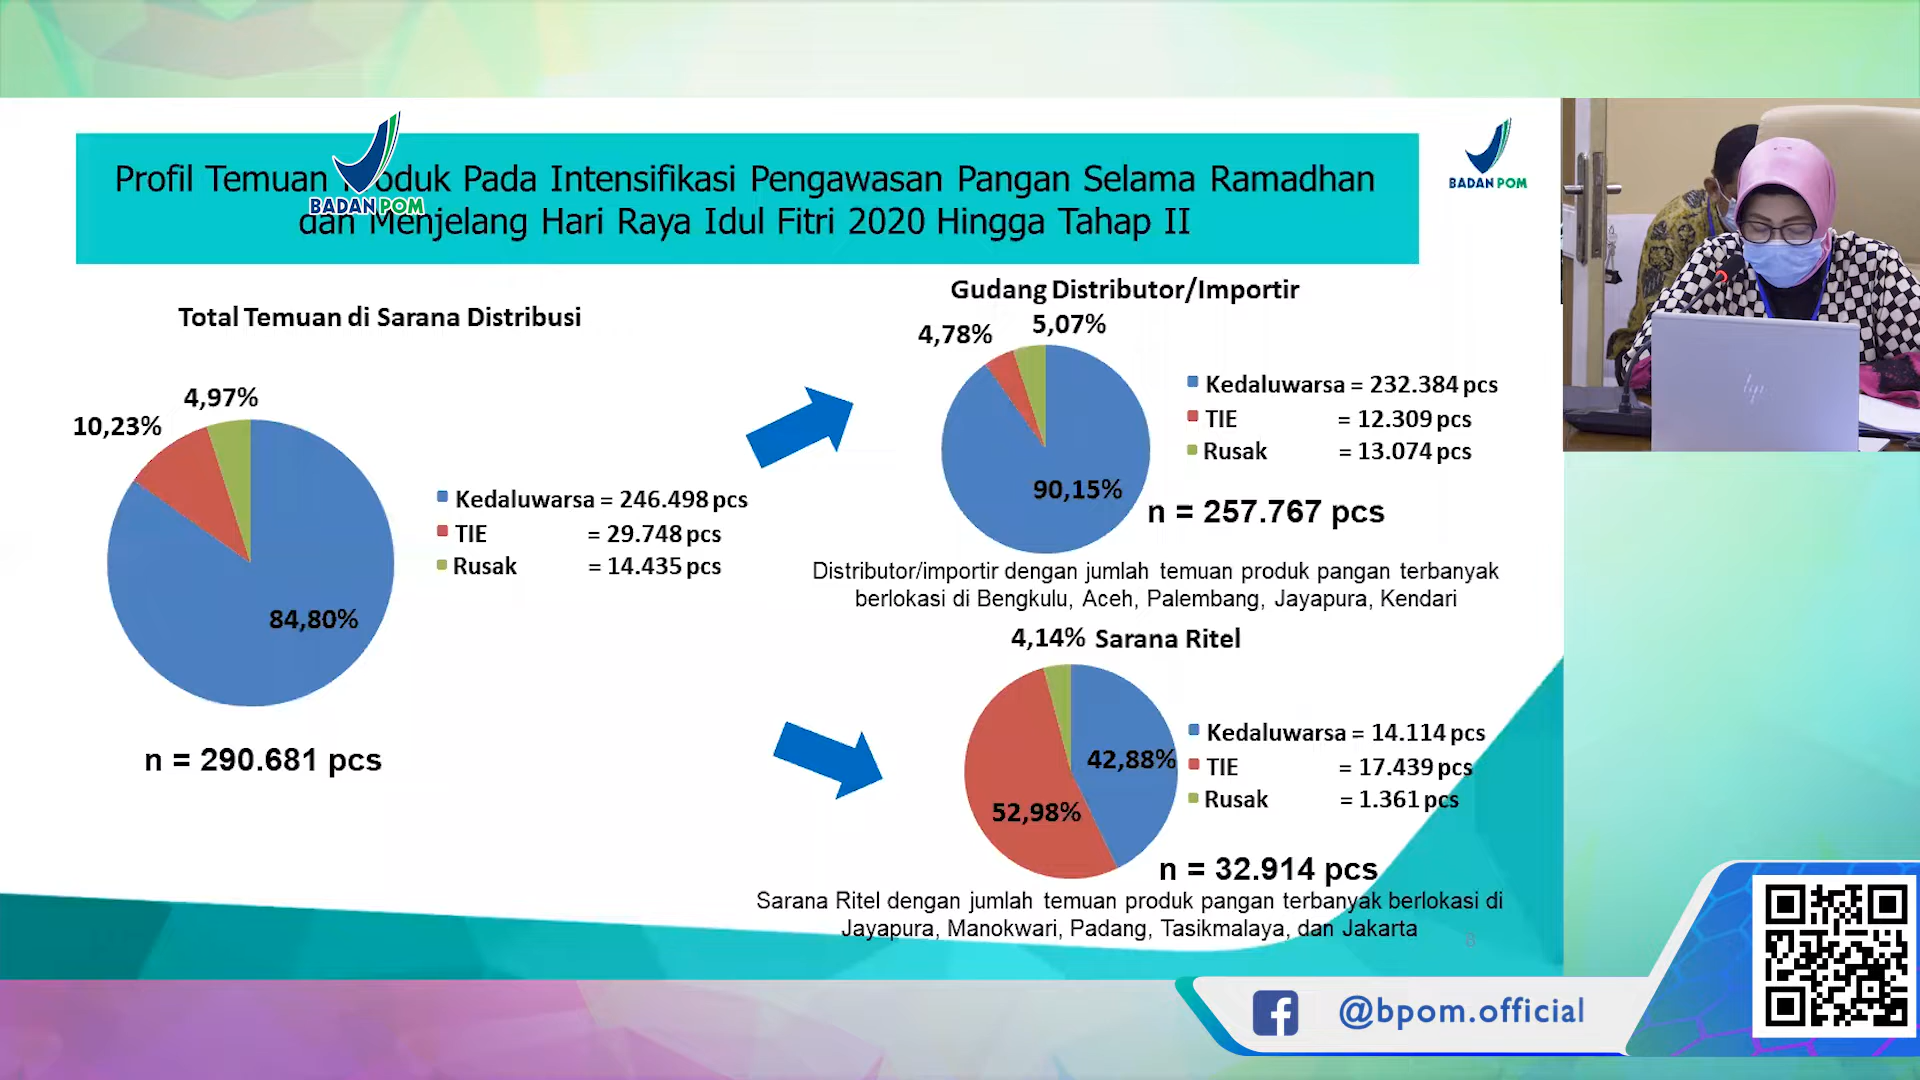 Profil Temuan Produk Pada Intensifikasi Pengawasan Pangan Selama Ramadhan
dan Menjelang Hari Raya Idul Fitri 2020 Hingga Tahap II
BADAN POM
BADAN POM
Total Temuan di Sarana Distribusi
4,97%
10,23%
84,80%
Kedaluwarsa = 246.498 pcs
TIE = 29.748 pcs
Rusak = 14.435 pcs
n = 290.681 pcs
Gudang Distributor/Importir
4,78%
5,07%
90,15%
Kedaluwarsa = 232.384 pcs
TIE = 12.309 pcs
Rusak = 13.074 pcs
n = 257.767 pcs
Distributor/importir dengan jumlah temuan produk pangan terbanyak
berlokasi di Bengkulu, Aceh, Palembang, Jayapura, Kendari
4,14% Sarana Ritel
42,88%
52,98%
Kedaluwarsa = 14.114 pcs
TIE = 17.439 pcs
Rusak = 1.361 pcs
n = 32.914 pcs
Sarana Ritel dengan jumlah temuan produk pangan terbanyak berlokasi di
Jayapura, Manokwari, Padang, Tasikmalaya, dan Jakarta
hp
@bpom.official